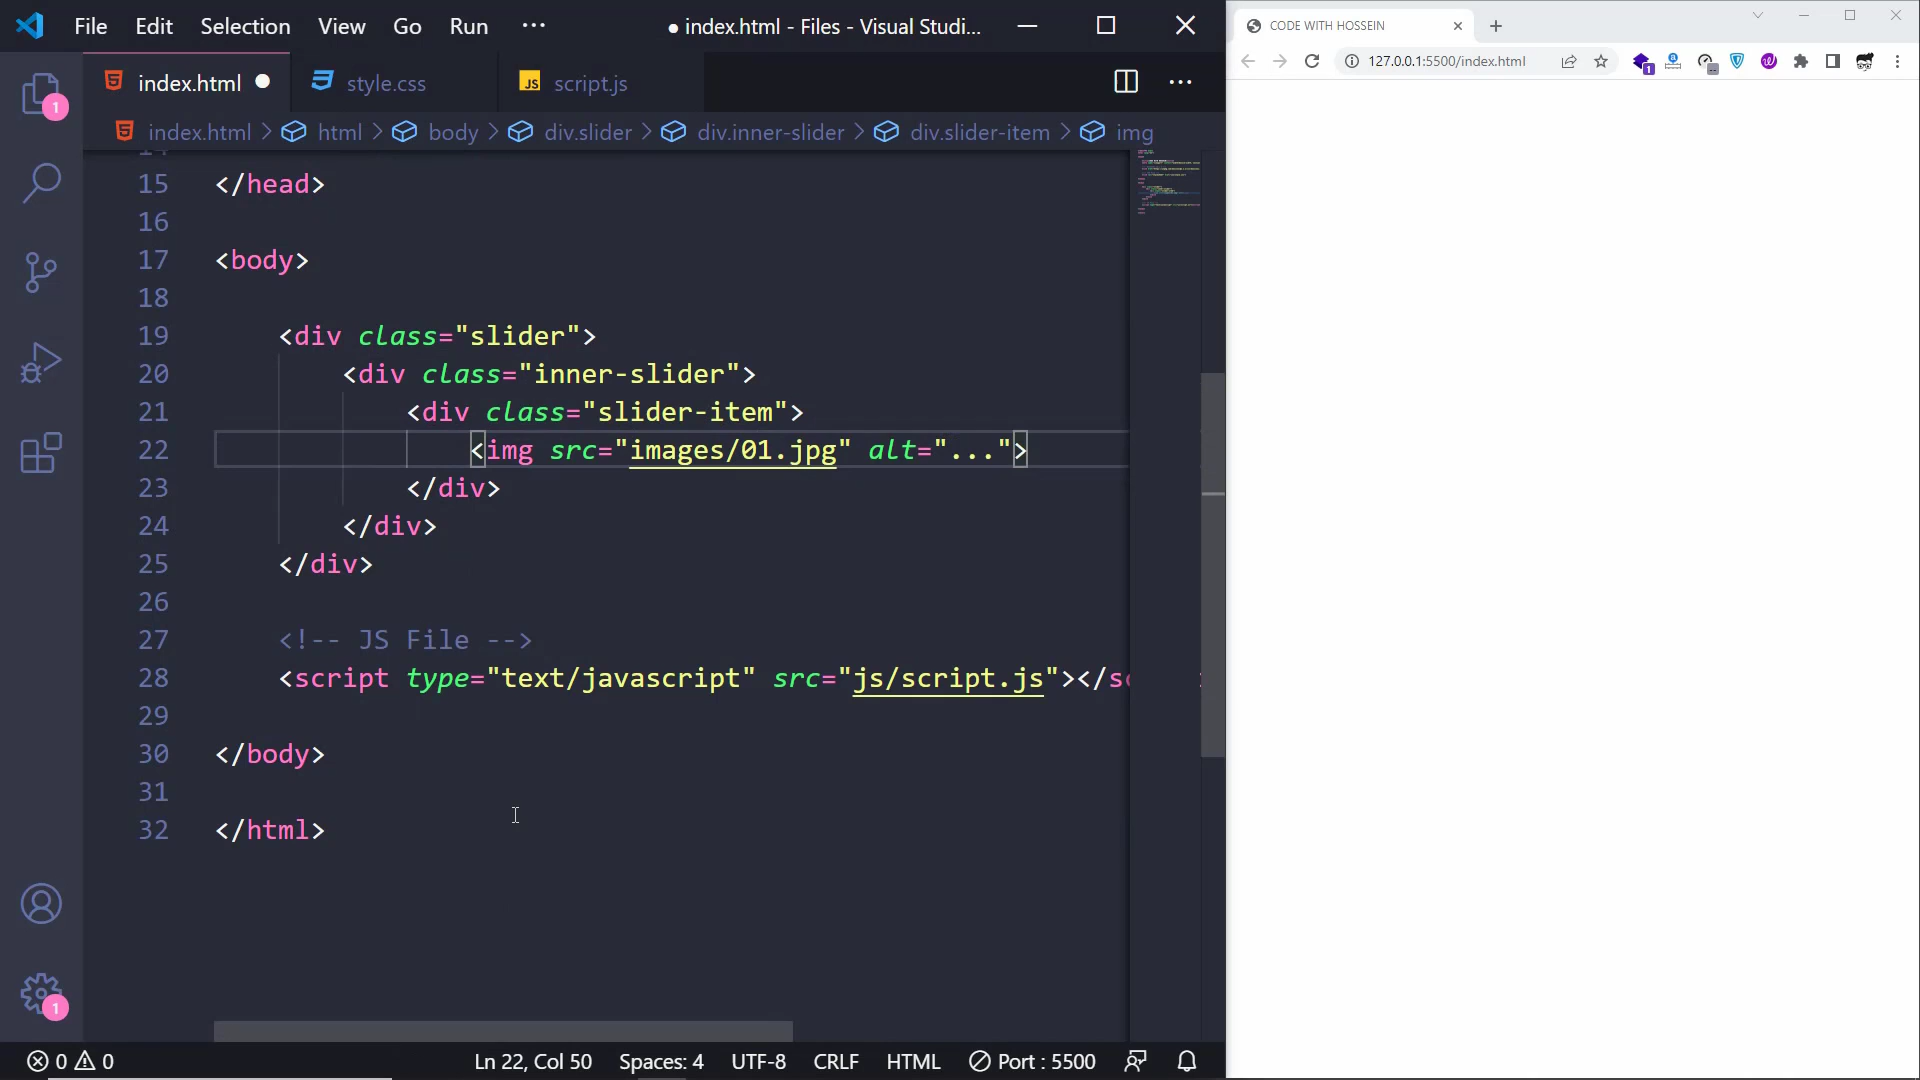 File Edit Selection View Go Run ··· ● index.html - Files - Visual Studi...
index.html ● style.css JS script.js ···
index.html > html > body > div.slider > div.inner-slider > div.slider-item > img
15 </head>
16
17 <body>
18
19 <div class="slider">
20 <div class="inner-slider">
21 <div class="slider-item">
22 <img src="images/01.jpg" alt="...">
23 </div>
24 </div>
25 </div>
26
27 <!-- JS File -->
28 <script type="text/javascript" src="js/script.js"></sc
29
30 </body>
31
32 </html>
1
1
0 0 Ln 22, Col 50 Spaces: 4 UTF-8 CRLF HTML Port : 5500
CODE WITH HOSSEIN
127.0.0.1:5500/index.html 1